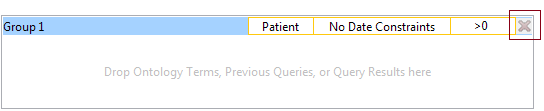 Group 1 Patient No Date Constraints >0
Drop Ontology Terms, Previous Queries, or Query Results here